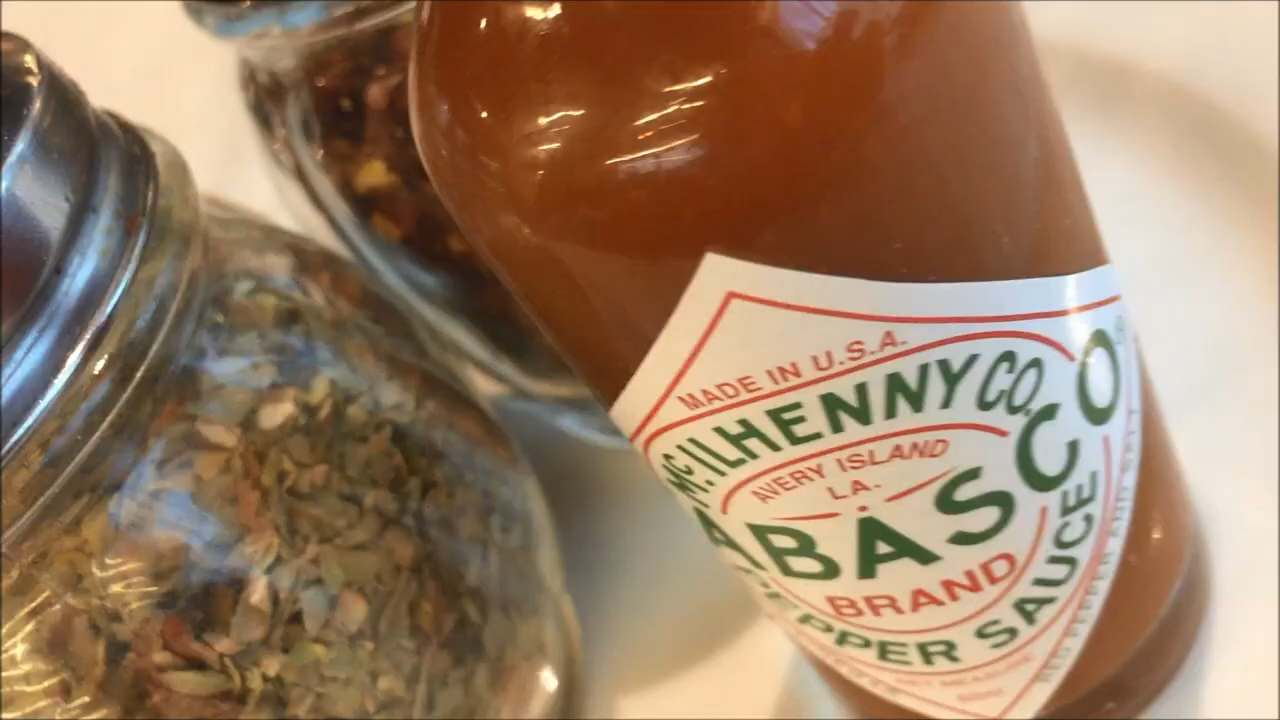 MADE IN U.S.A.
McILHENNY CO.
AVERY ISLAND
LA.
ABASCO
BRAND
PEPPER SAUCE